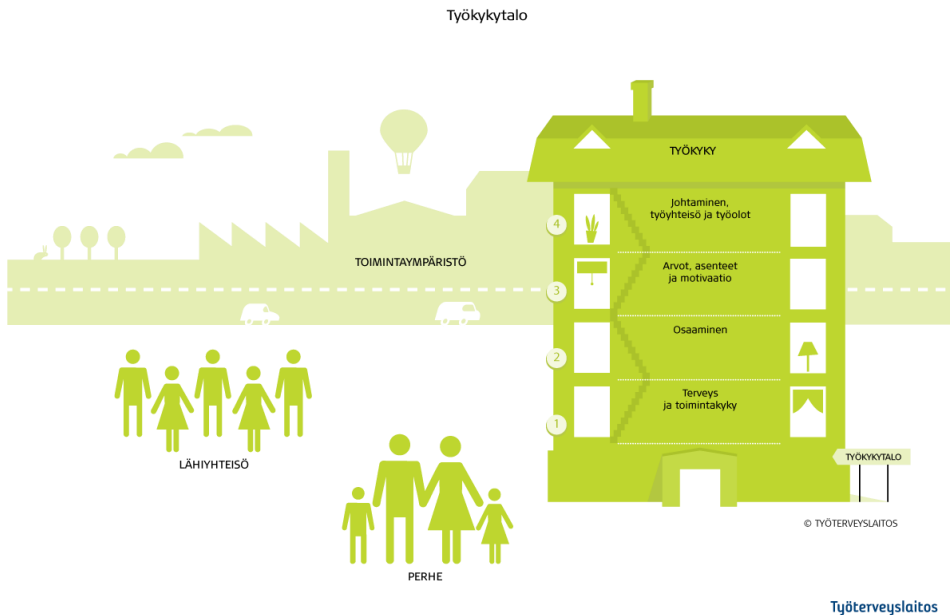 Työkykytalo
TYÖKYKY
4
Johtaminen,
työyhteisö ja työolot
TOIMINTAYMPÄRISTÖ
3
Arvot, asenteet
ja motivaatio
2
Osaaminen
1
Terveys
ja toimintakyky
LÄHIYHTEISÖ
TYÖKYKYTALO
© TYÖTERVEYSLAITOS
PERHE
Työterveyslaitos